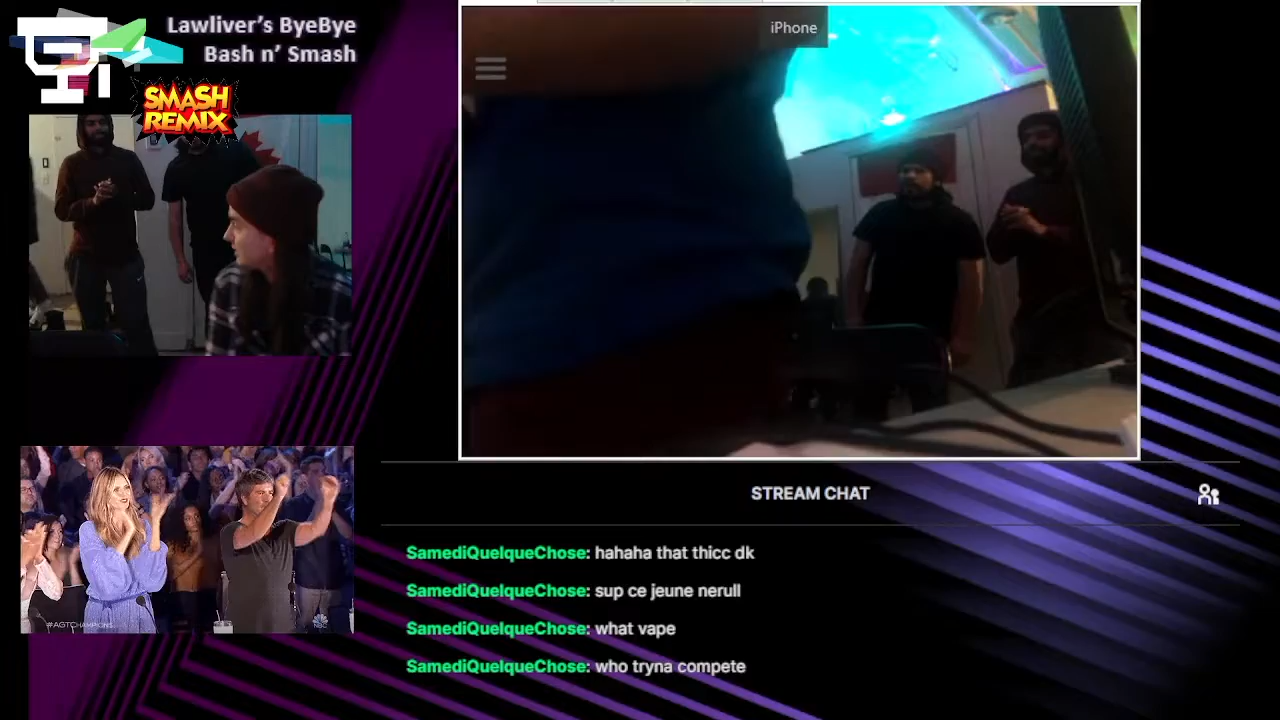 Lawliver's ByeBye
Bash n' Smash
SMASH
REMIX
iPhone
STREAM CHAT
SamediQuelqueChose: hahaha that thicc dk
SamediQuelqueChose: sup ce jeune nerull
SamediQuelqueChose: what vape
SamediQuelqueChose: who tryna compete
#AGTCHAMPIONS